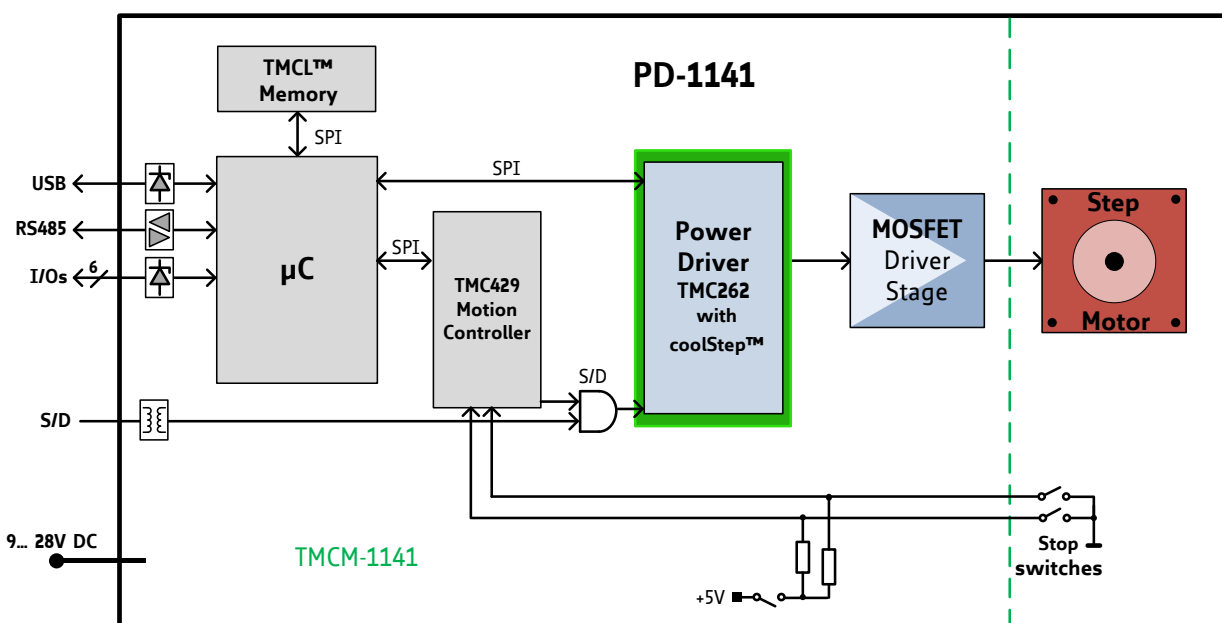 PD-1141
TMCL™
Memory
SPI
USB
RS485
I/Os
6
µC
SPI
SPI
TMC429
Motion
Controller
Power
Driver
TMC262
with
coolStep™
MOSFET
Driver
Stage
Step
Motor
S/D
S/D
9... 28V DC
TMCM-1141
+5V
Stop
switches